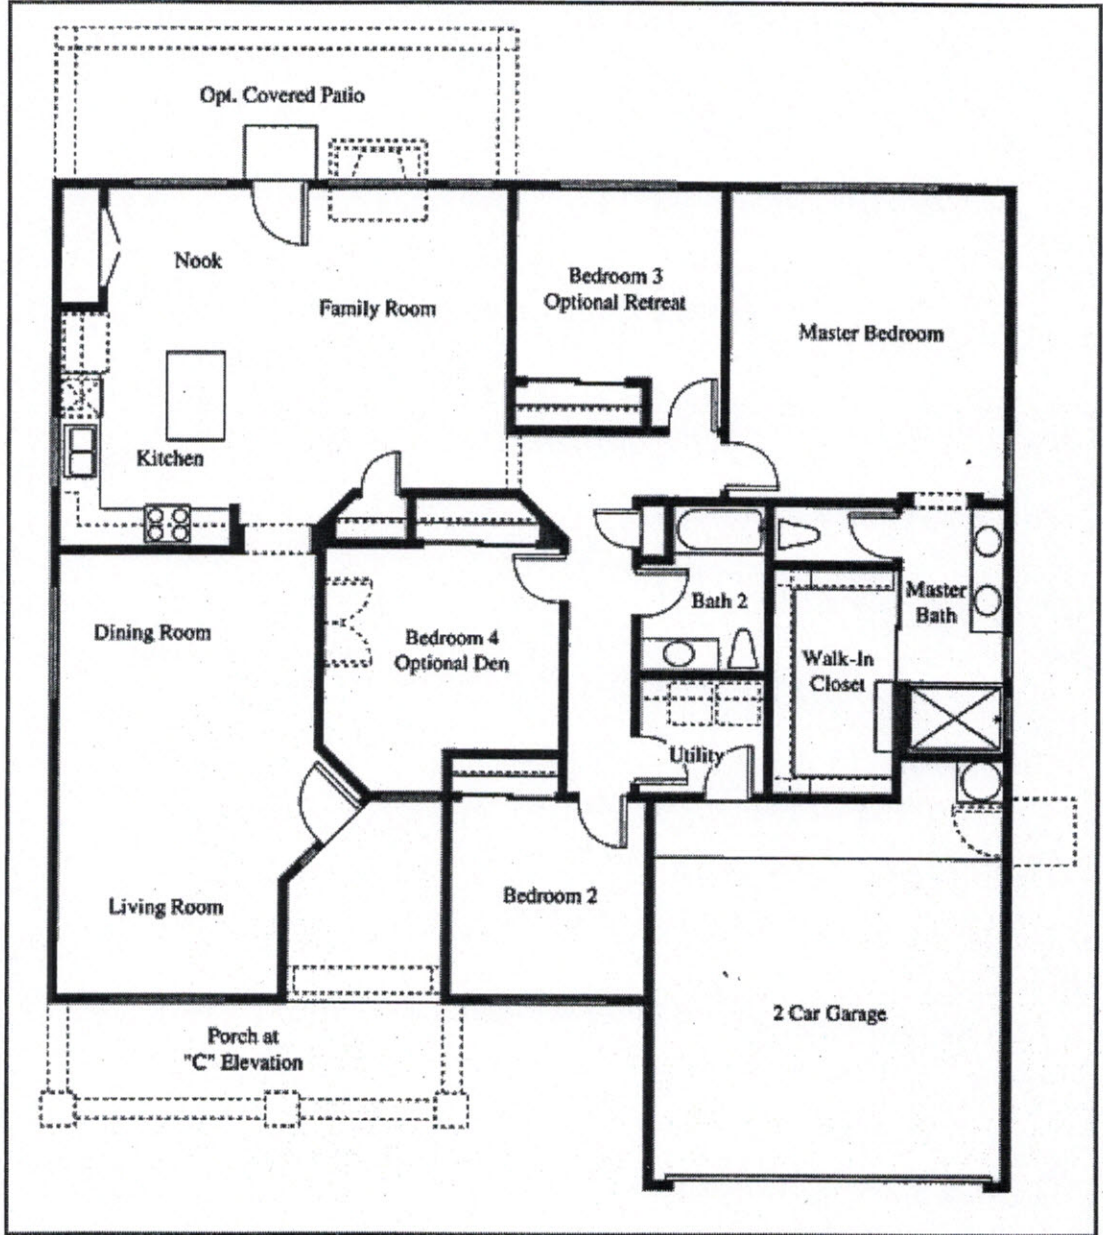 Opt. Covered Patio
Nook
Family Room
Bedroom 3
Optional Retreat
Master Bedroom
Kitchen
Dining Room
Bedroom 4
Optional Den
Bath 2
Master
Bath
Walk-In
Closet
Utility
Living Room
Bedroom 2
2 Car Garage
Porch at
"C" Elevation